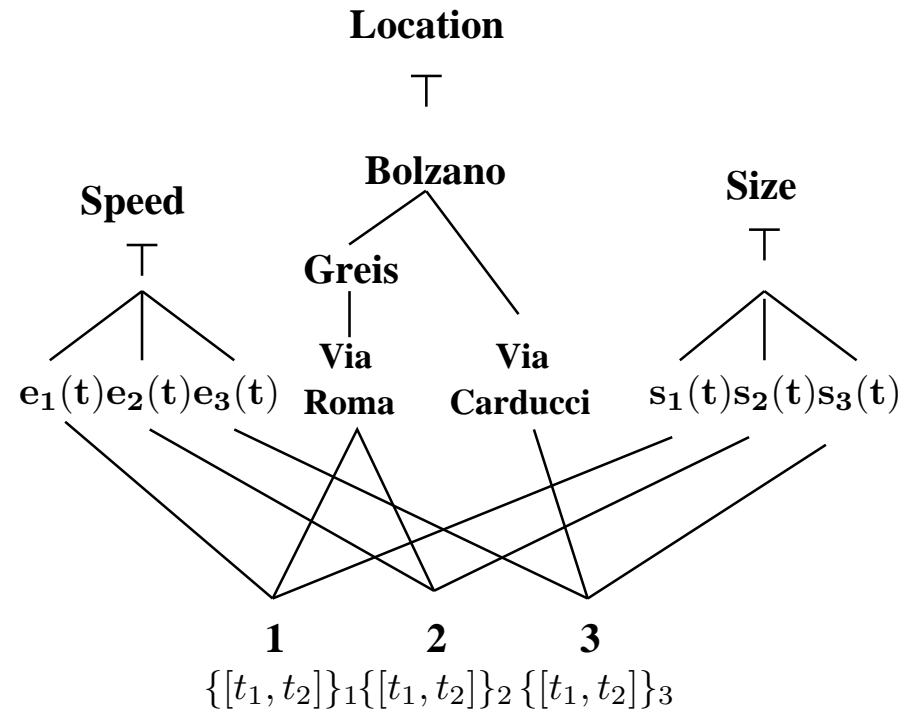 Location
⊤
Bolzano
Speed
⊤
Size
⊤
Greis
Via
Roma
Via
Carducci
e₁(t)e₂(t)e₃(t)
s₁(t)s₂(t)s₃(t)
1 2 3
{[t₁, t₂]}₁{[t₁, t₂]}₂{[t₁, t₂]}₃